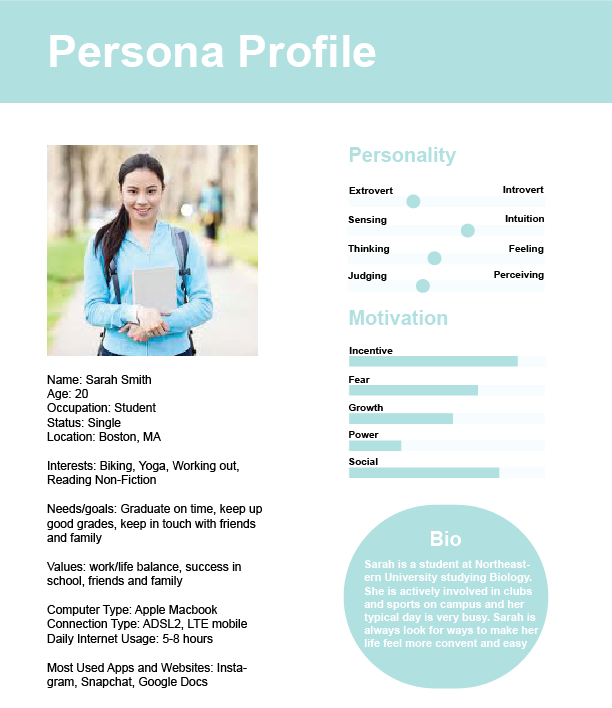 Persona Profile
Name: Sarah Smith
Age: 20
Occupation: Student
Status: Single
Location: Boston, MA
Interests: Biking, Yoga, Working out,
Reading Non-Fiction
Needs/goals: Graduate on time, keep up
good grades, keep in touch with friends
and family
Values: work/life balance, success in
school, friends and family
Computer Type: Apple Macbook
Connection Type: ADSL2, LTE mobile
Daily Internet Usage: 5-8 hours
Most Used Apps and Websites: Insta-
gram, Snapchat, Google Docs
Personality
Extrovert Introvert
Sensing Intuition
Thinking Feeling
Judging Perceiving
Motivation
Incentive
Fear
Growth
Power
Social
Bio
Sarah is a student at Northeast-
ern University studying Biology.
She is actively involved in clubs
and sports on campus and her
typical day is very busy. Sarah is
always look for ways to make her
life feel more convent and easy